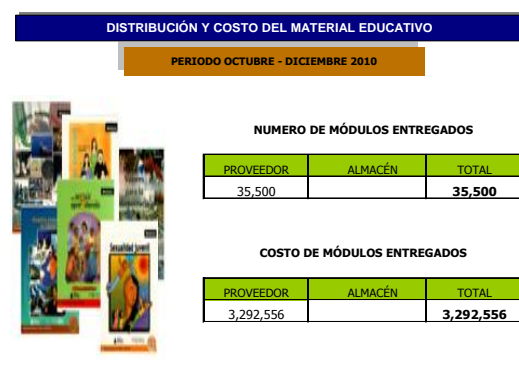 DISTRIBUCIÓN Y COSTO DEL MATERIAL EDUCATIVO
PERIODO OCTUBRE - DICIEMBRE 2010
NUMERO DE MÓDULOS ENTREGADOS
PROVEEDOR ALMACÉN TOTAL
35,500 35,500
COSTO DE MÓDULOS ENTREGADOS
PROVEEDOR ALMACÉN TOTAL
3,292,556 3,292,556
Sexualidad juvenil